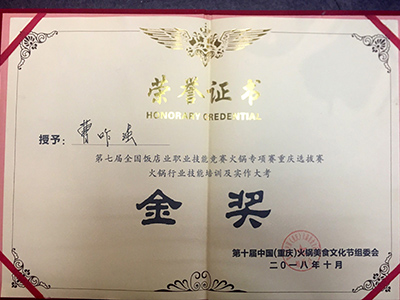 荣誉证书
HONORARY CREDENTIAL
授予：
第七届全国饭店业职业技能竞赛火锅专项赛重庆选拔赛
火锅行业技能培训及实作大考
金奖
第十届中国(重庆)火锅美食文化节组委会
二〇一八年十月